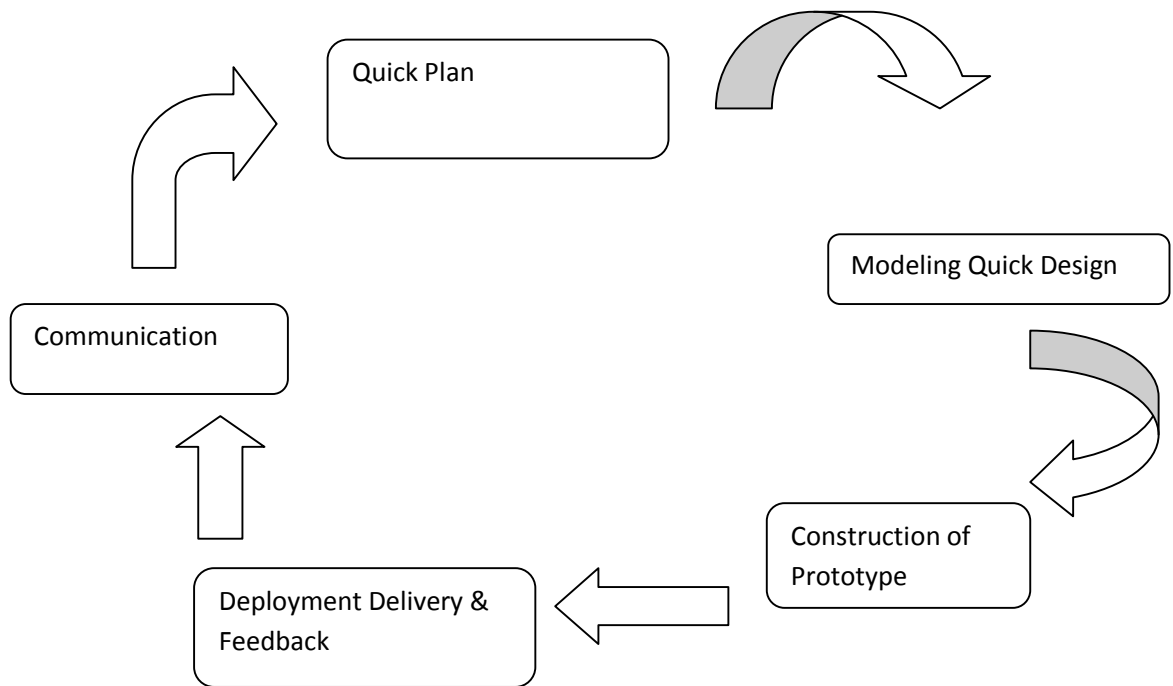 Quick Plan
Modeling Quick Design
Communication
Construction of
Prototype
Deployment Delivery &
Feedback